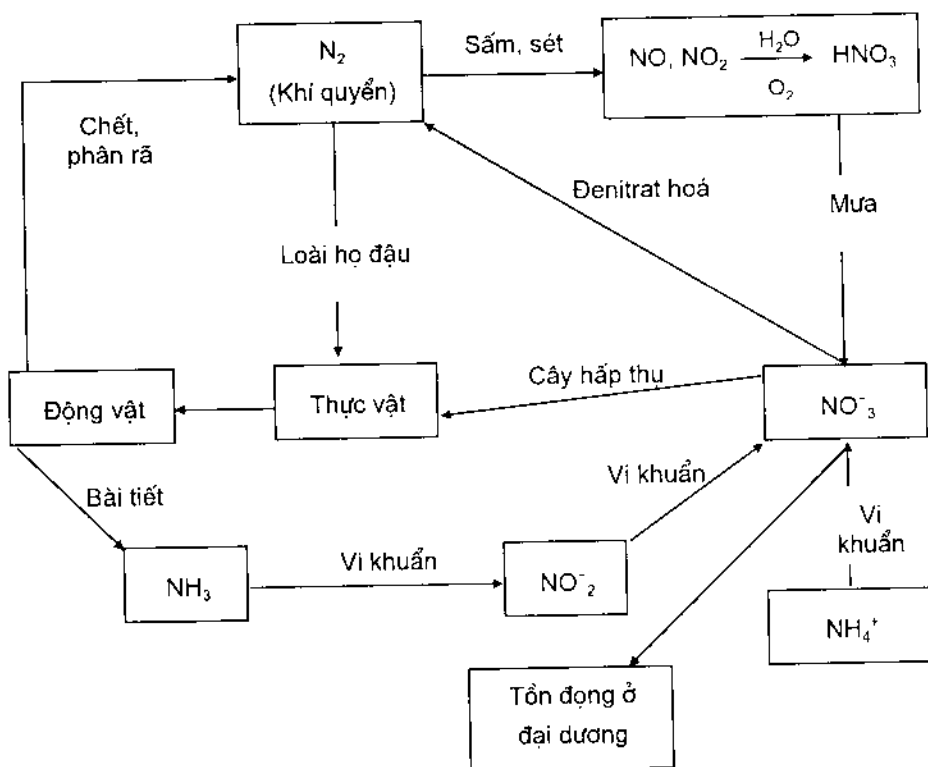 N₂
(Khí quyển)
Sấm, sét
NO, NO₂ H₂O HNO₃
O₂
Chết,
phân rã
Đenitrat hoá
Mưa
Loài họ đậu
Động vật
Thực vật
Cây hấp thụ
NO⁻₃
Bài tiết
Vi khuẩn
Vi
khuẩn
NH₃
Vi khuẩn
NO⁻₂
NH₄⁺
Tồn đọng ở
đại dương